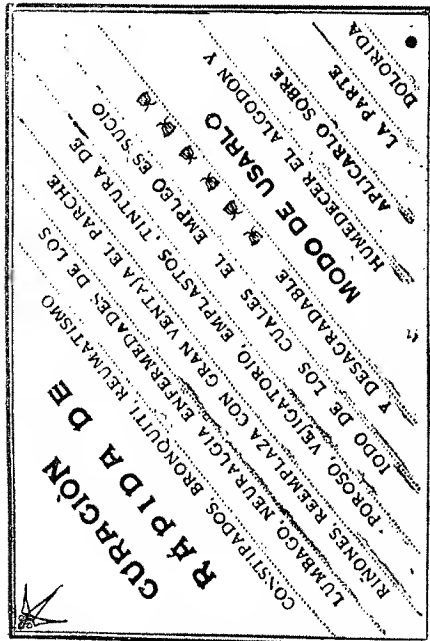 CURACIÓN
RÁPIDA DE
CONSTIPADOS, BRONQUITI, REUMATISMO
LUMBAGO, NEURALGIA ENFERMEDADES, DE LOS
RIÑONES, REEMPLAZA CON GRAN VENTAJA EL PARCHE
POROSO, VEJIGATORIO, EMPLASTOS, TINTURA DE
IODO DE LOS CUALES EL EMPLEO ES SUCIO
Y DESACRADABLE
MODO DE USARLO
HUMEDECER EL ALGODON Y
APLICARLO SOBRE
LA PARTE
DOLORIDA